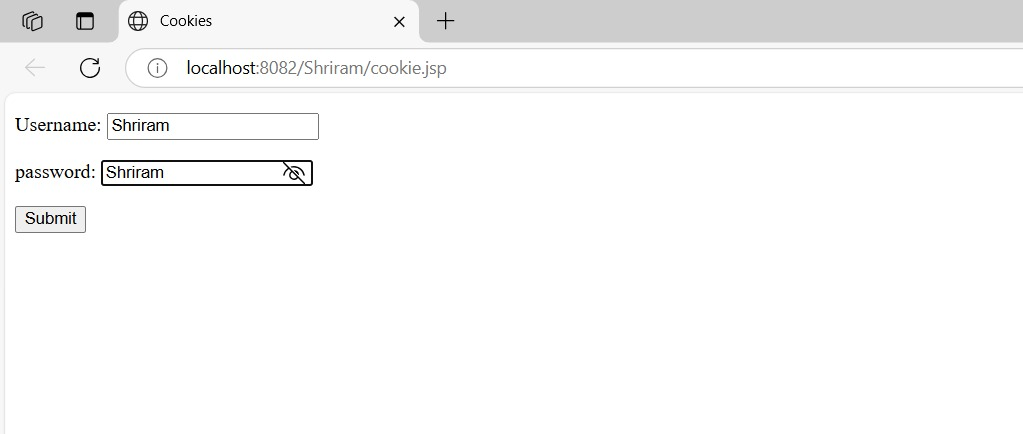 Cookies
localhost:8082/Shriram/cookie.jsp
Username: Shriram
password: Shriram
Submit